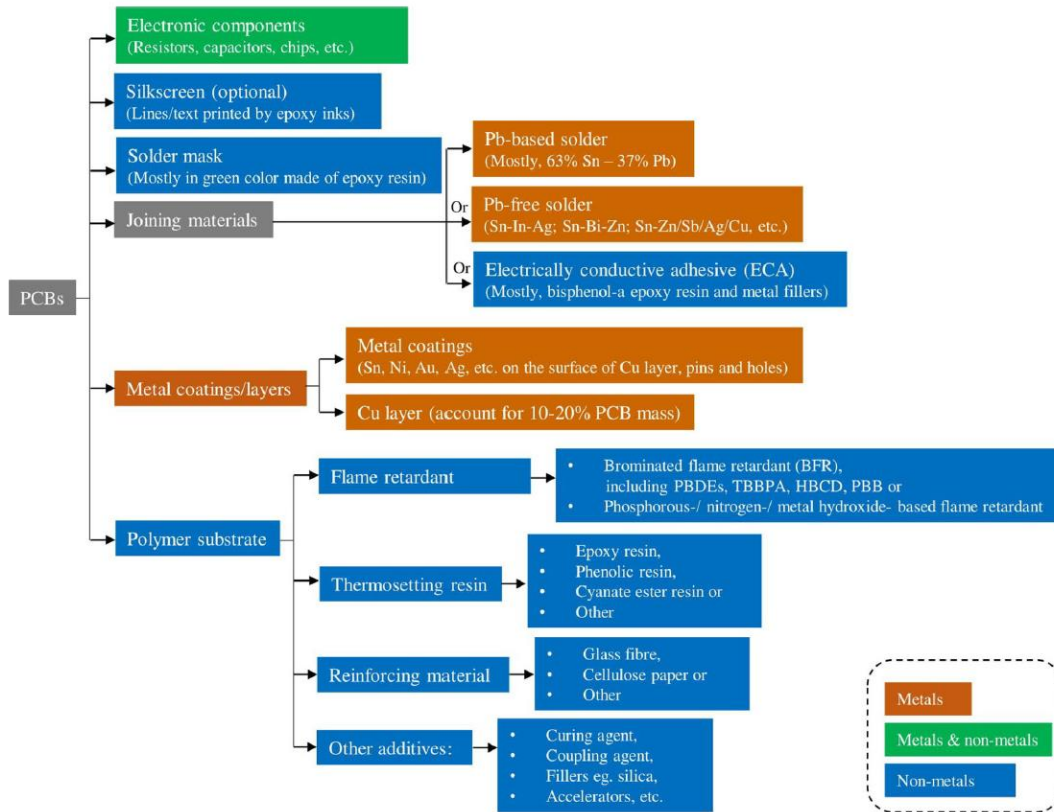 Electronic components
(Resistors, capacitors, chips, etc.)
Silkscreen (optional)
(Lines/text printed by epoxy inks)
Solder mask
(Mostly in green color made of epoxy resin)
Joining materials
Or
Or
Pb-based solder
(Mostly, 63% Sn – 37% Pb)
Pb-free solder
(Sn-In-Ag; Sn-Bi-Zn; Sn-Zn/Sb/Ag/Cu, etc.)
Electrically conductive adhesive (ECA)
(Mostly, bisphenol-a epoxy resin and metal fillers)
PCBs
Metal coatings/layers
Metal coatings
(Sn, Ni, Au, Ag, etc. on the surface of Cu layer, pins and holes)
Cu layer (account for 10-20% PCB mass)
Polymer substrate
Flame retardant
• Brominated flame retardant (BFR),
including PBDEs, TBBPA, HBCD, PBB or
• Phosphorous-/ nitrogen-/ metal hydroxide- based flame retardant
Thermosetting resin
• Epoxy resin,
• Phenolic resin,
• Cyanate ester resin or
• Other
Reinforcing material
• Glass fibre,
• Cellulose paper or
• Other
Other additives:
• Curing agent,
• Coupling agent,
• Fillers eg. silica,
• Accelerators, etc.
Metals
Metals & non-metals
Non-metals